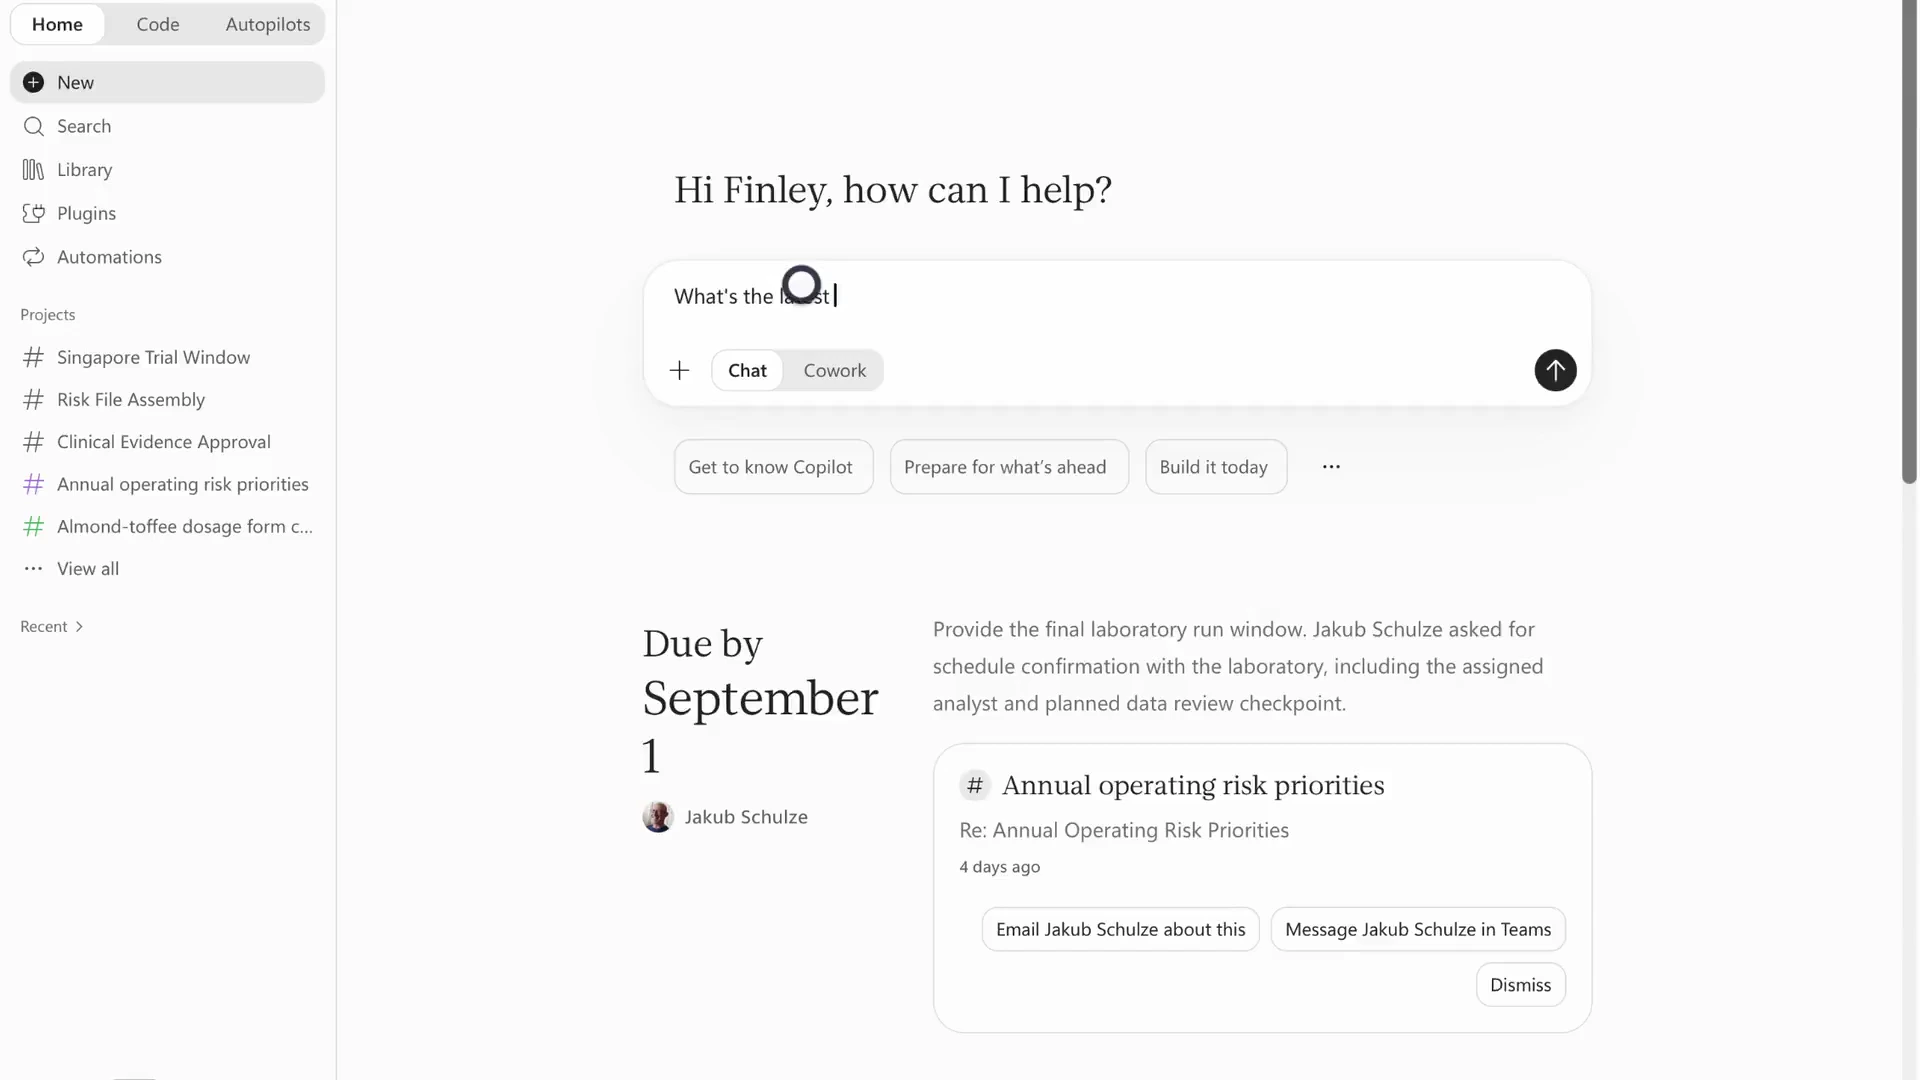 Home Code Autopilots
New
Search
Library
Plugins
Automations
Projects
# Singapore Trial Window
# Risk File Assembly
# Clinical Evidence Approval
# Annual operating risk priorities
# Almond-toffee dosage form c...
... View all
Recent >
Hi Finley, how can I help?
What's the latest
Chat Cowork
Get to know Copilot
Prepare for what’s ahead
Build it today
...
Due by
September
1
Jakub Schulze
Provide the final laboratory run window. Jakub Schulze asked for
schedule confirmation with the laboratory, including the assigned
analyst and planned data review checkpoint.
# Annual operating risk priorities
Re: Annual Operating Risk Priorities
4 days ago
Email Jakub Schulze about this
Message Jakub Schulze in Teams
Dismiss